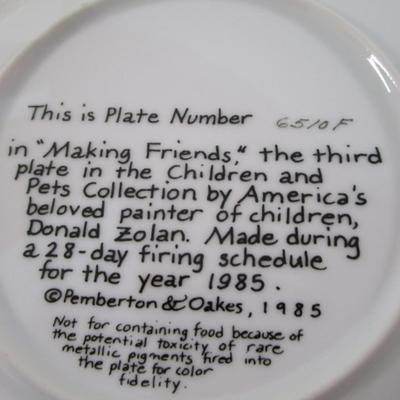 This is Plate Number 6510F
in "Making Friends," the third
plate in the Children and
Pets Collection by America's
beloved painter of children,
Donald Zolan. Made during
a 28-day firing schedule
for the year 1985.
©Pemberton & Oakes, 1985
Not for containing food because of
the potential toxicity of rare
metallic pigments fired into
the plate for color
fidelity.